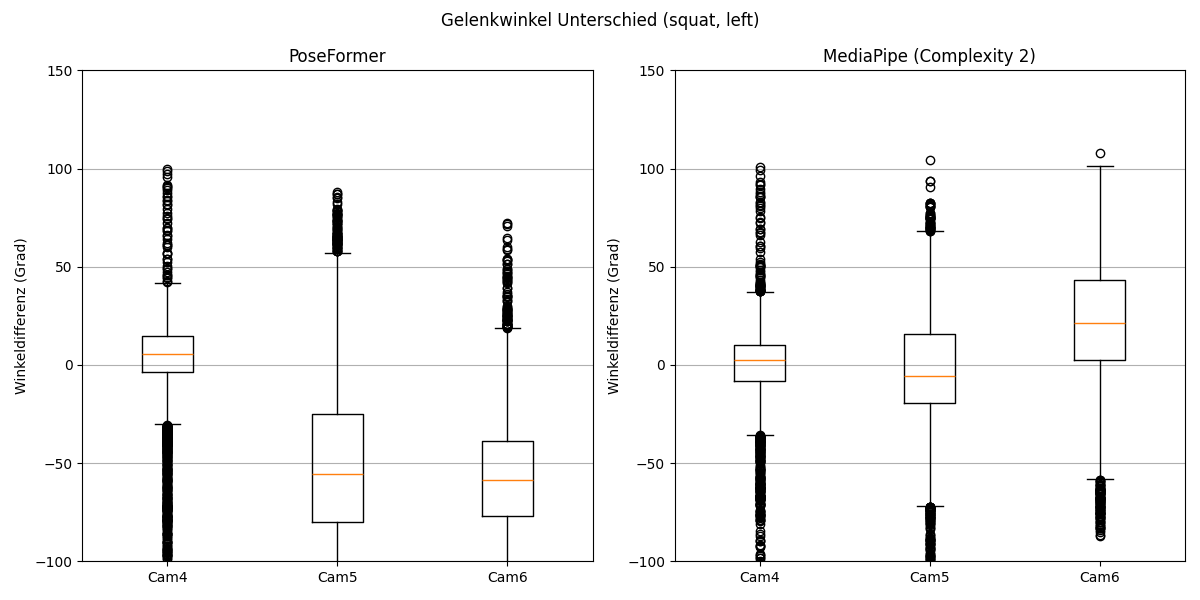 Gelenkwinkel Unterschied (squat, left)
PoseFormer
Winkeldifferenz (Grad)
150
100
50
0
−50
−100
Cam4 Cam5 Cam6
MediaPipe (Complexity 2)
Winkeldifferenz (Grad)
150
100
50
0
−50
−100
Cam4 Cam5 Cam6